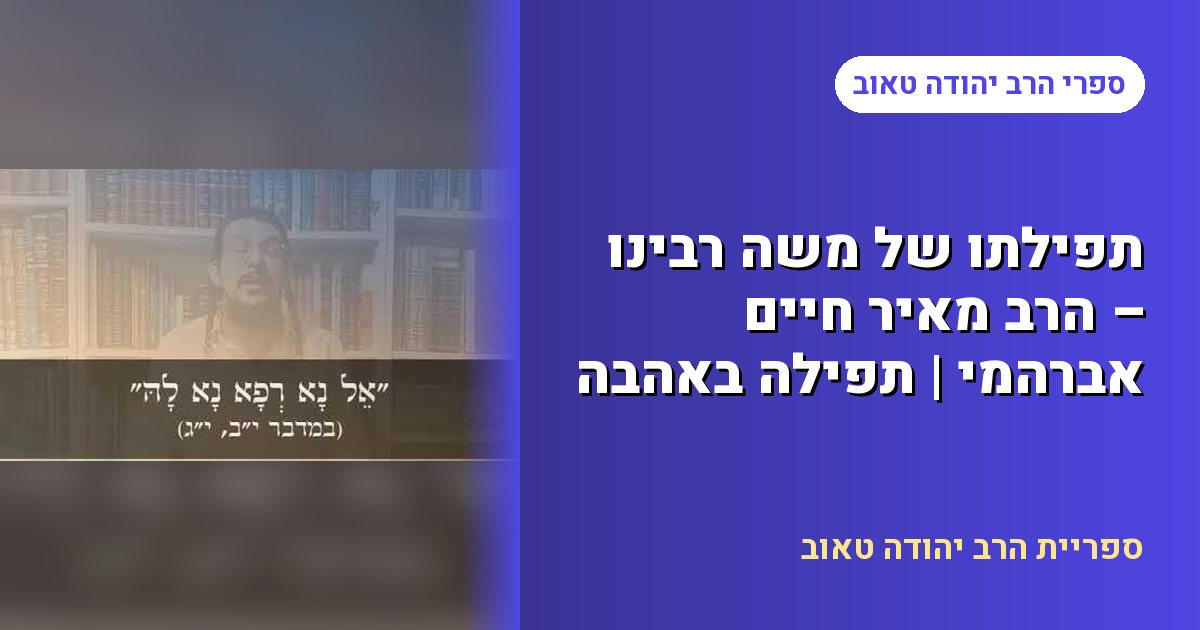 ספרי הרב יהודה טאוב
תפילתו של משה רבינו
– הרב מאיר חיים
אברהמי | תפילה באהבה
ספריית הרב יהודה טאוב
"אֵל נָא רְפָא נָא לָהּ"
(במדבר י״ב, י״ג)